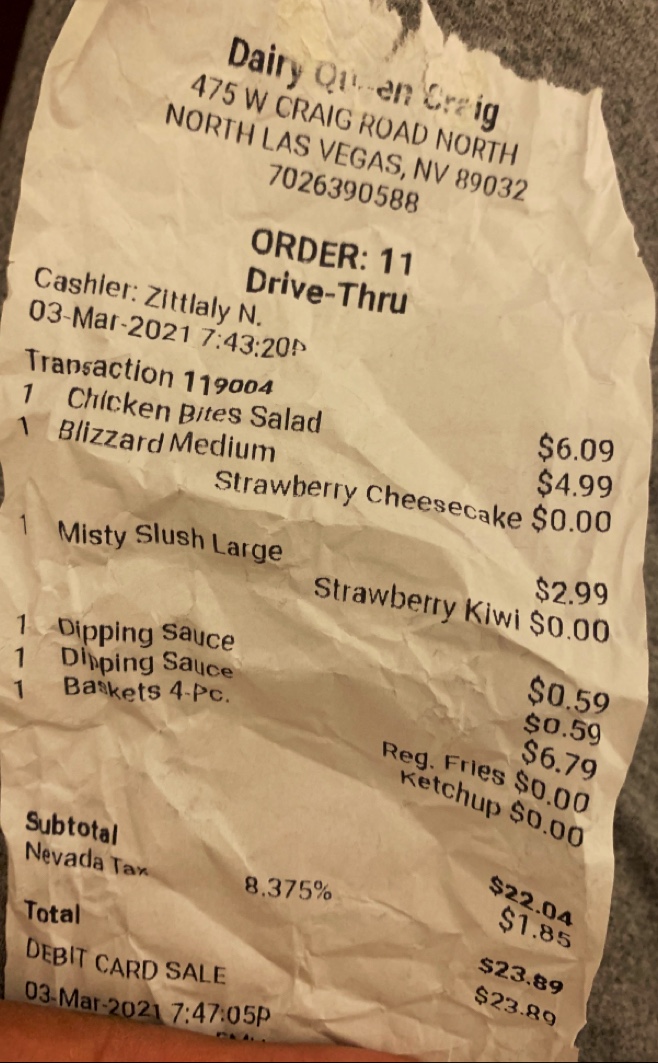 Dairy Queen Craig
475 W CRAIG ROAD NORTH
NORTH LAS VEGAS, NV 89032
7026390588
ORDER: 11
Drive-Thru
Cashier: Zittlaly N.
03-Mar-2021 7:43:20P
Transaction 119004
1 Chicken Bites Salad $6.09
1 Blizzard Medium $4.99
Strawberry Cheesecake $0.00
1 Misty Slush Large $2.99
Strawberry Kiwi $0.00
1 Dipping Sauce $0.59
1 Dipping Sauce $0.59
1 Baskets 4-Pc. $6.79
Reg. Fries $0.00
Ketchup $0.00
Subtotal $22.04
Nevada Tax 8.375% $1.85
Total $23.89
DEBIT CARD SALE $23.89
03-Mar-2021 7:47:05P